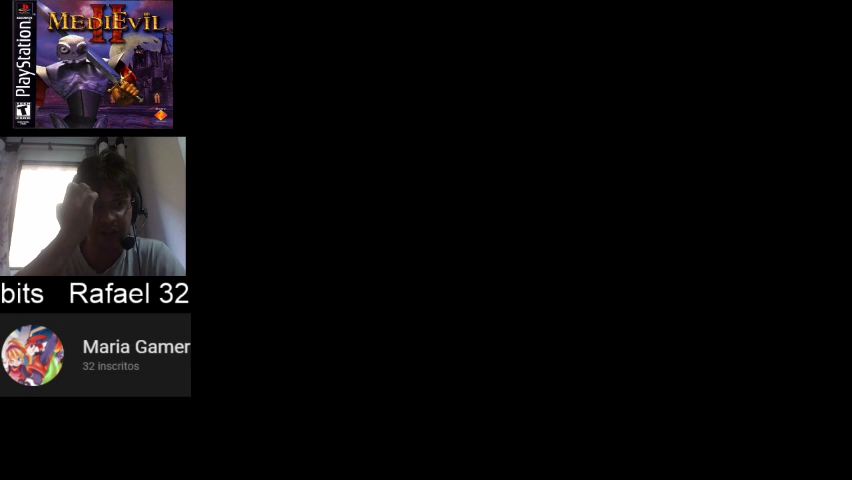 PlayStation
MEDIEVIL
II
bits Rafael 32
Maria Gamer
32 inscritos